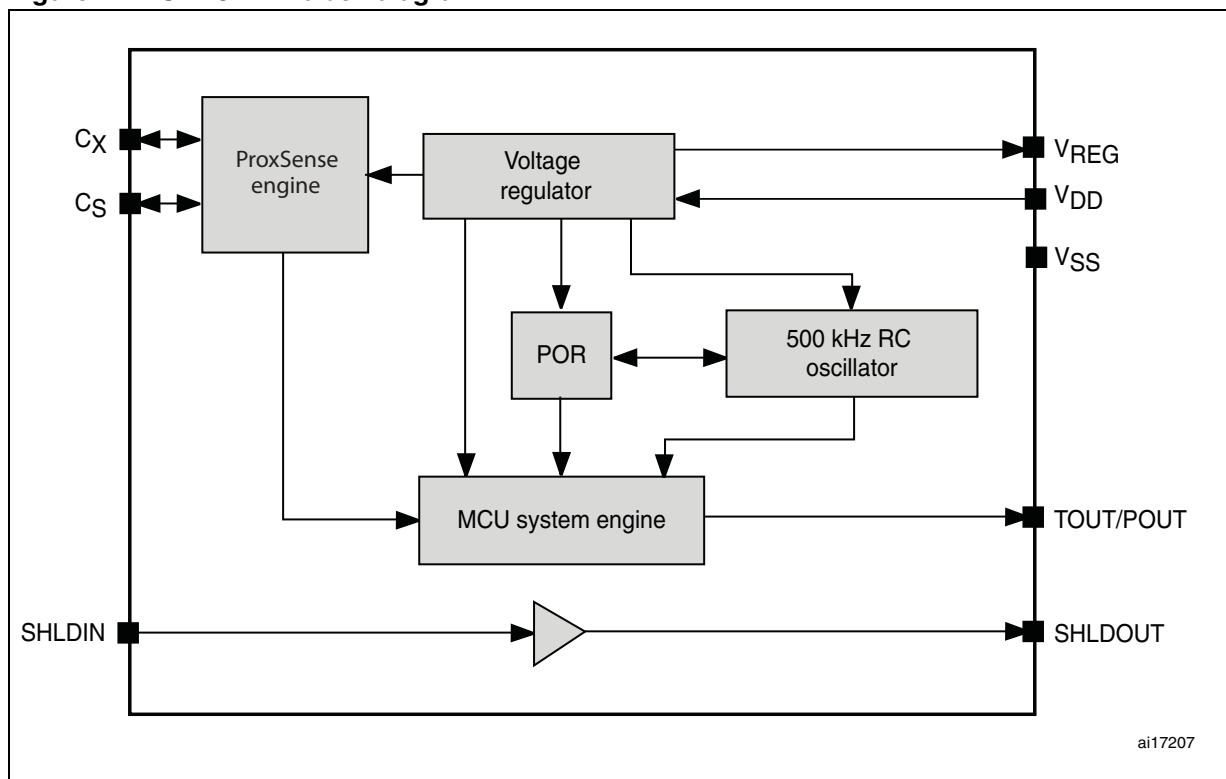 CX
CS
ProxSense
engine
Voltage
regulator
VREG
VDD
VSS
POR
500 kHz RC
oscillator
MCU system engine
TOUT/POUT
SHLDIN
SHLDOUT
ai17207